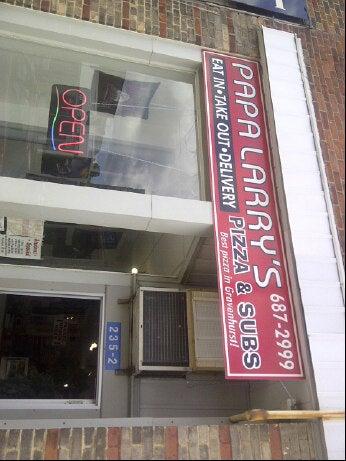 PAPA LARRY'S 687-2999
EAT IN•TAKE OUT•DELIVERY PIZZA & SUBS
Best pizza in Gravenhurst!
OPEN
235-2